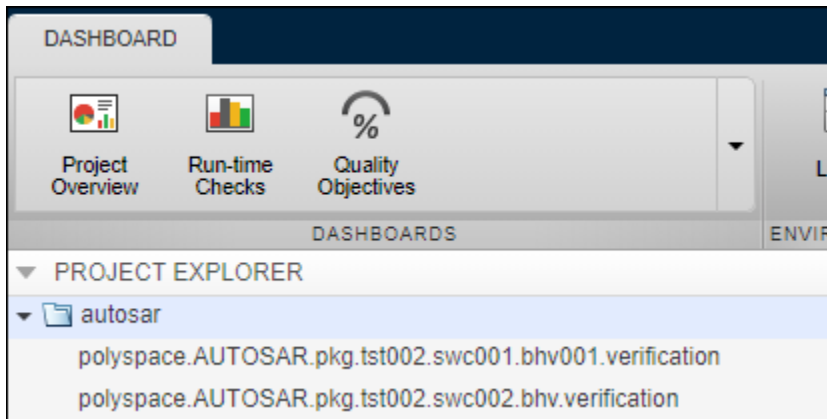 DASHBOARD
%
Project
Overview
Run-time
Checks
Quality
Objectives
L
DASHBOARDS
ENVIR
PROJECT EXPLORER
autosar
polyspace.AUTOSAR.pkg.tst002.swc001.bhv001.verification
polyspace.AUTOSAR.pkg.tst002.swc002.bhv.verification